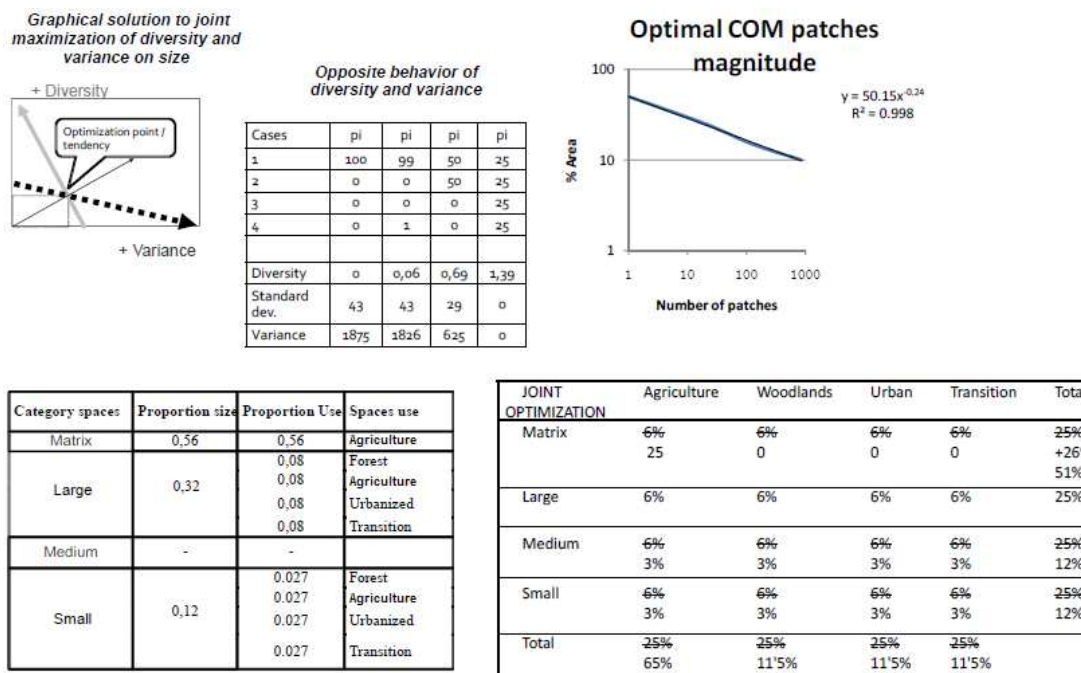 Graphical solution to joint
maximization of diversity and
variance on size
+ Diversity
Optimization point /
tendency
+ Variance
Opposite behavior of
diversity and variance
Cases pi pi pi pi
1 100 99 50 25
2 0 0 50 25
3 0 0 0 25
4 0 1 0 25
Diversity 0 0,06 0,69 1,39
Standard
dev. 43 43 29 0
Variance 1875 1826 625 0
Optimal COM patches
magnitude
100
10
1
% Area
1 10 100 1000
Number of patches
y = 50.15x^-0.24
R² = 0.998
Category spaces Proportion size Proportion Use Spaces use
Matrix 0,56 0,56 Agriculture
Large 0,32
0,08 Forest
0,08 Agriculture
0,08 Urbanized
0,08 Transition
Medium - -
Small 0,12
0.027 Forest
0.027 Agriculture
0.027 Urbanized
0.027 Transition
JOINT
OPTIMIZATION Agriculture Woodlands Urban Transition Tota
Matrix 6% 6% 6% 6% 25%
25 0 0 0 +26
51%
Large 6% 6% 6% 6% 25%
Medium 6% 6% 6% 6% 25%
3% 3% 3% 3% 12%
Small 6% 6% 6% 6% 25%
3% 3% 3% 3% 12%
Total 25% 25% 25% 25%
65% 11'5% 11'5% 11'5%